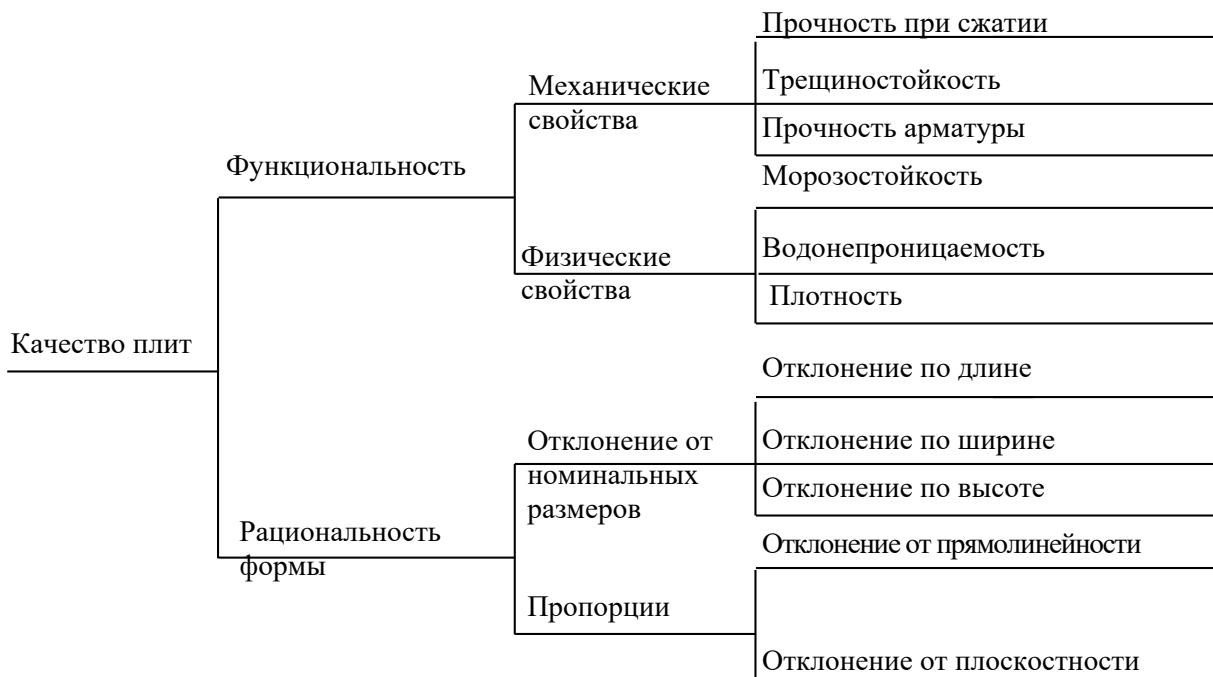 Прочность при сжатии
Механические
свойства
Трещиностойкость
Прочность арматуры
Функциональность
Морозостойкость
Физические
свойства
Водонепроницаемость
Плотность
Качество плит
Отклонение по длине
Отклонение от
номинальных
размеров
Отклонение по ширине
Отклонение по высоте
Рациональность
формы
Отклонение от прямолинейности
Пропорции
Отклонение от плоскостности